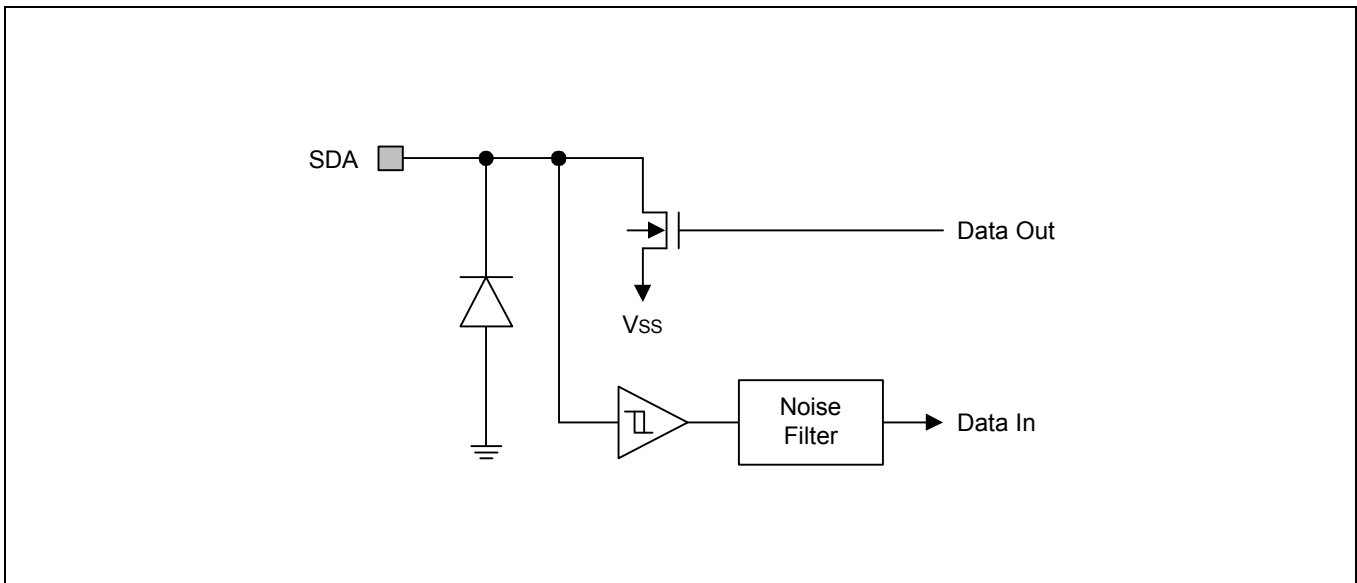 SDA
Data Out
Vss
Noise
Filter
Data In